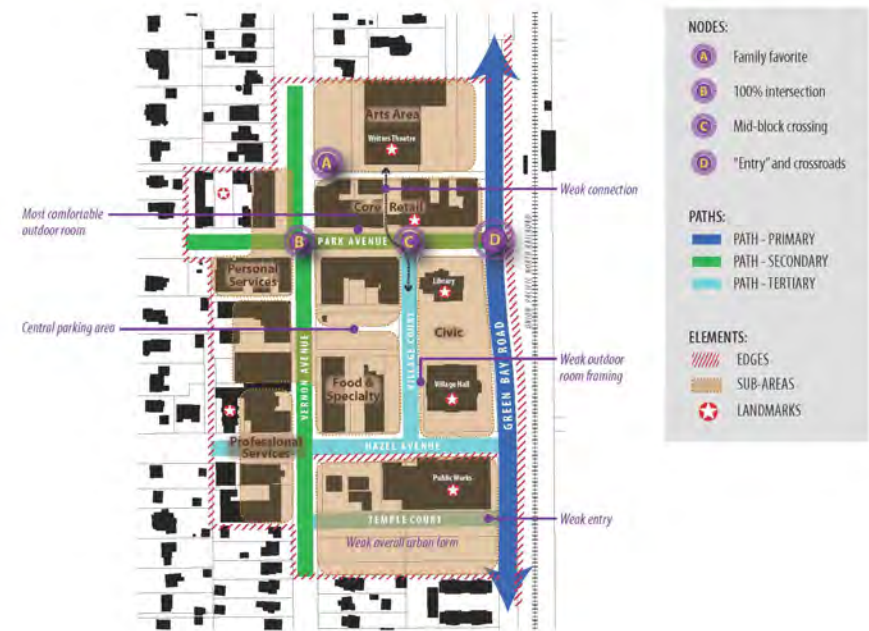 Arts Area
Writers Theatre
A
Weak connection
Core Retail
Most comfortable
outdoor room
B
PARK AVENUE
C
D
Personal
Services
Library
UNION PACIFIC NORTH RAILROAD
Central parking area
Civic
VERNON AVENUE
VILLAGE COURT
GREEN BAY ROAD
Weak outdoor
room framing
Food &
Specialty
Village Hall
Professional
Services
HAZEL AVENUE
Public Works
TEMPLE COURT
Weak entry
Weak overall urban form
NODES:
A Family favorite
B 100% intersection
C Mid-block crossing
D "Entry" and crossroads
PATHS:
PATH - PRIMARY
PATH - SECONDARY
PATH - TERTIARY
ELEMENTS:
EDGES
SUB-AREAS
LANDMARKS